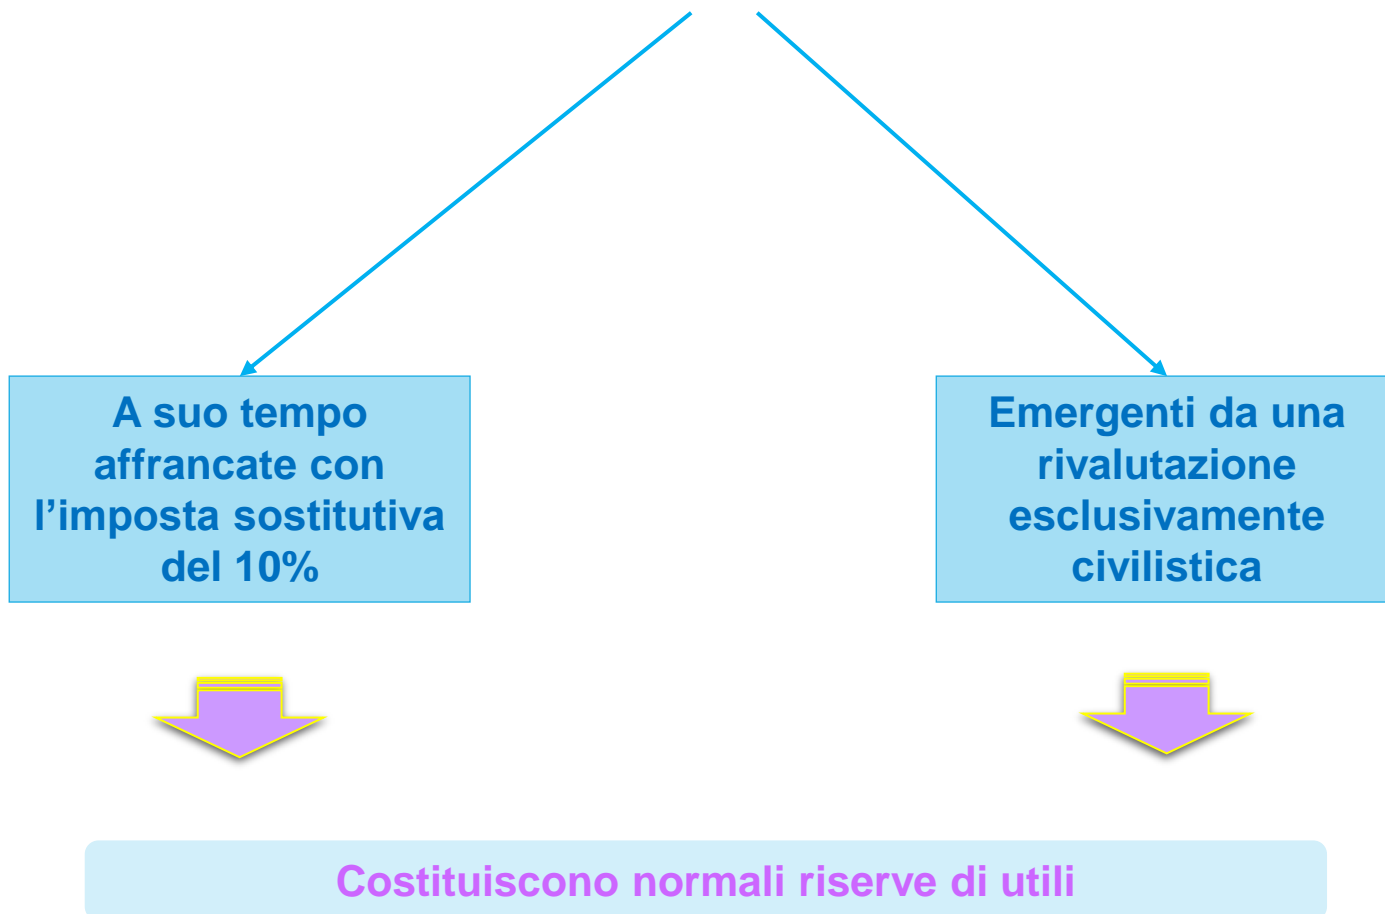 A suo tempo
affrancate con
l’imposta sostitutiva
del 10%
Emergenti da una
rivalutazione
esclusivamente
civilistica
Costituiscono normali riserve di utili